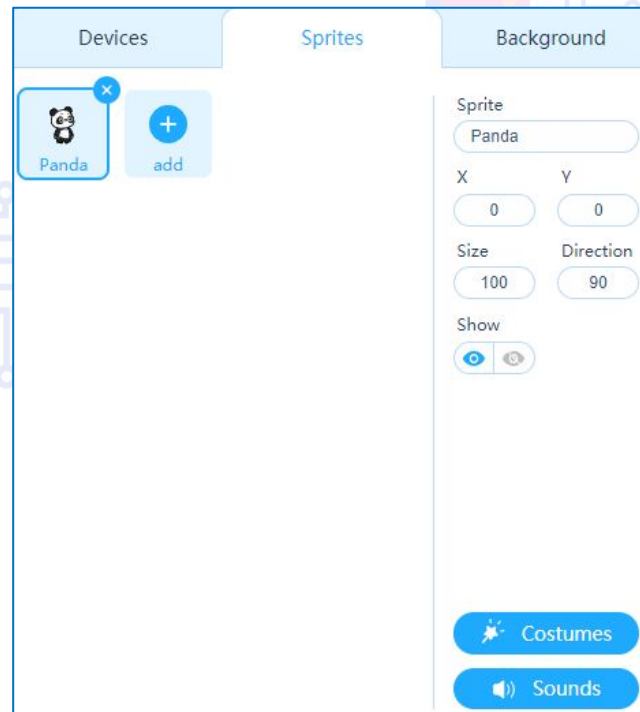 Devices
Sprites
Background
Panda
add
Sprite
Panda
X Y
0 0
Size Direction
100 90
Show
Costumes
Sounds